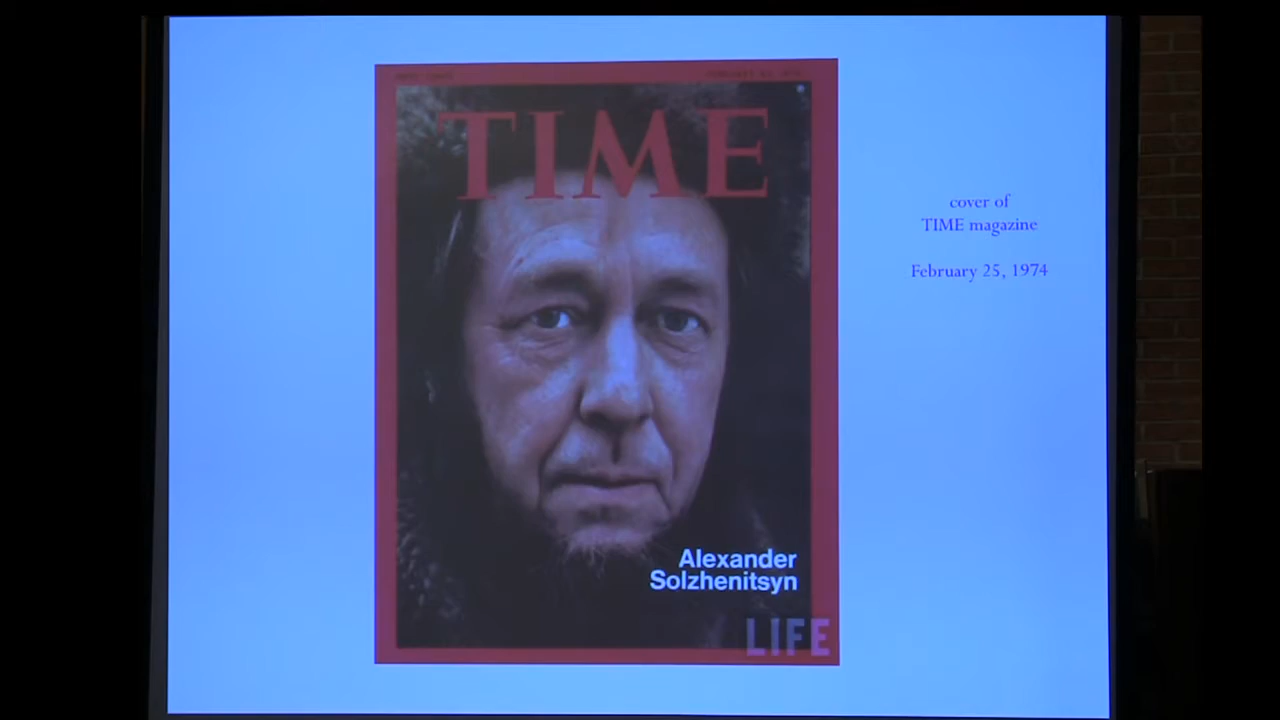 TIME
Alexander
Solzhenitsyn
LIFE
cover of
TIME magazine
February 25, 1974